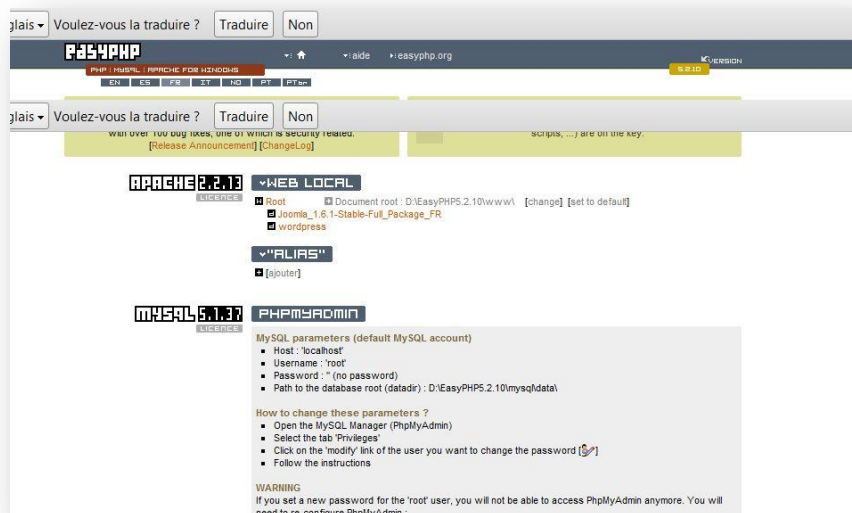 glais Voulez-vous la traduire ? Traduire Non
easyPHP
aide easyphp.org
VERSION
PHP | MYSQL | APACHE FOR WINDOWS
5.2.10
EN ES FR IT NO PT PTBR
glais Voulez-vous la traduire ? Traduire Non
with over 100 bug fixes, one of which is security related.
scripts, ...) are on the key.
[Release Announcement] [ChangeLog]
APACHE 2.2.13 WEB LOCAL
LICENCE
Root Document root : D:\EasyPHP5.2.10\www\ [change] [set to default]
Joomla_1.6.1-Stable-Full_Package_FR
wordpress
"ALIAS"
[ajouter]
MYSQL 5.1.37 PHPMYADMIN
LICENCE
MySQL parameters (default MySQL account)
Host : 'localhost'
Username : 'root'
Password : '' (no password)
Path to the database root (datadir) : D:\EasyPHP5.2.10\mysql\data\
How to change these parameters ?
Open the MySQL Manager (PhpMyAdmin)
Select the tab 'Privileges'
Click on the 'modify' link of the user you want to change the password []
Follow the instructions
WARNING
If you set a new password for the 'root' user, you will not be able to access PhpMyAdmin anymore. You will
need to re-configure PhpMyAdmin :